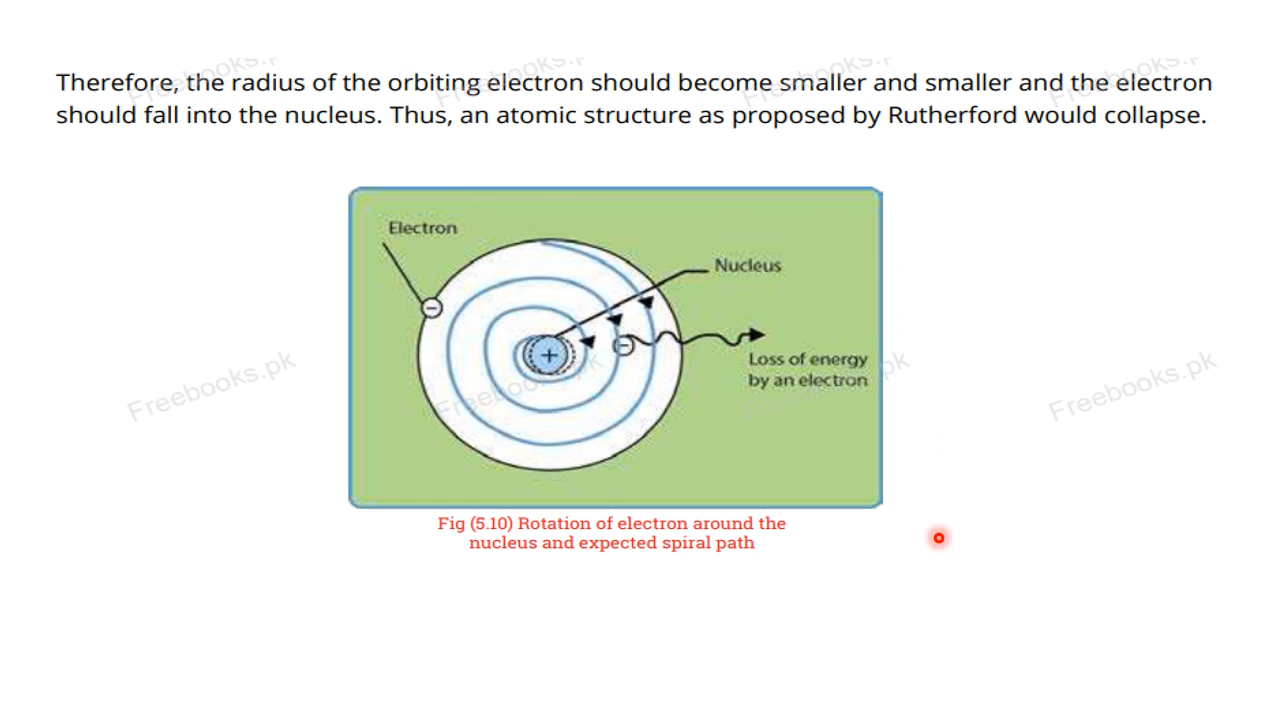 Therefore, the radius of the orbiting electron should become smaller and smaller and the electron
should fall into the nucleus. Thus, an atomic structure as proposed by Rutherford would collapse.
Electron
Nucleus
+
Loss of energy
by an electron
Freebooks.pk
Freebooks.pk
Freebooks.pk
Fig (5.10) Rotation of electron around the
nucleus and expected spiral path